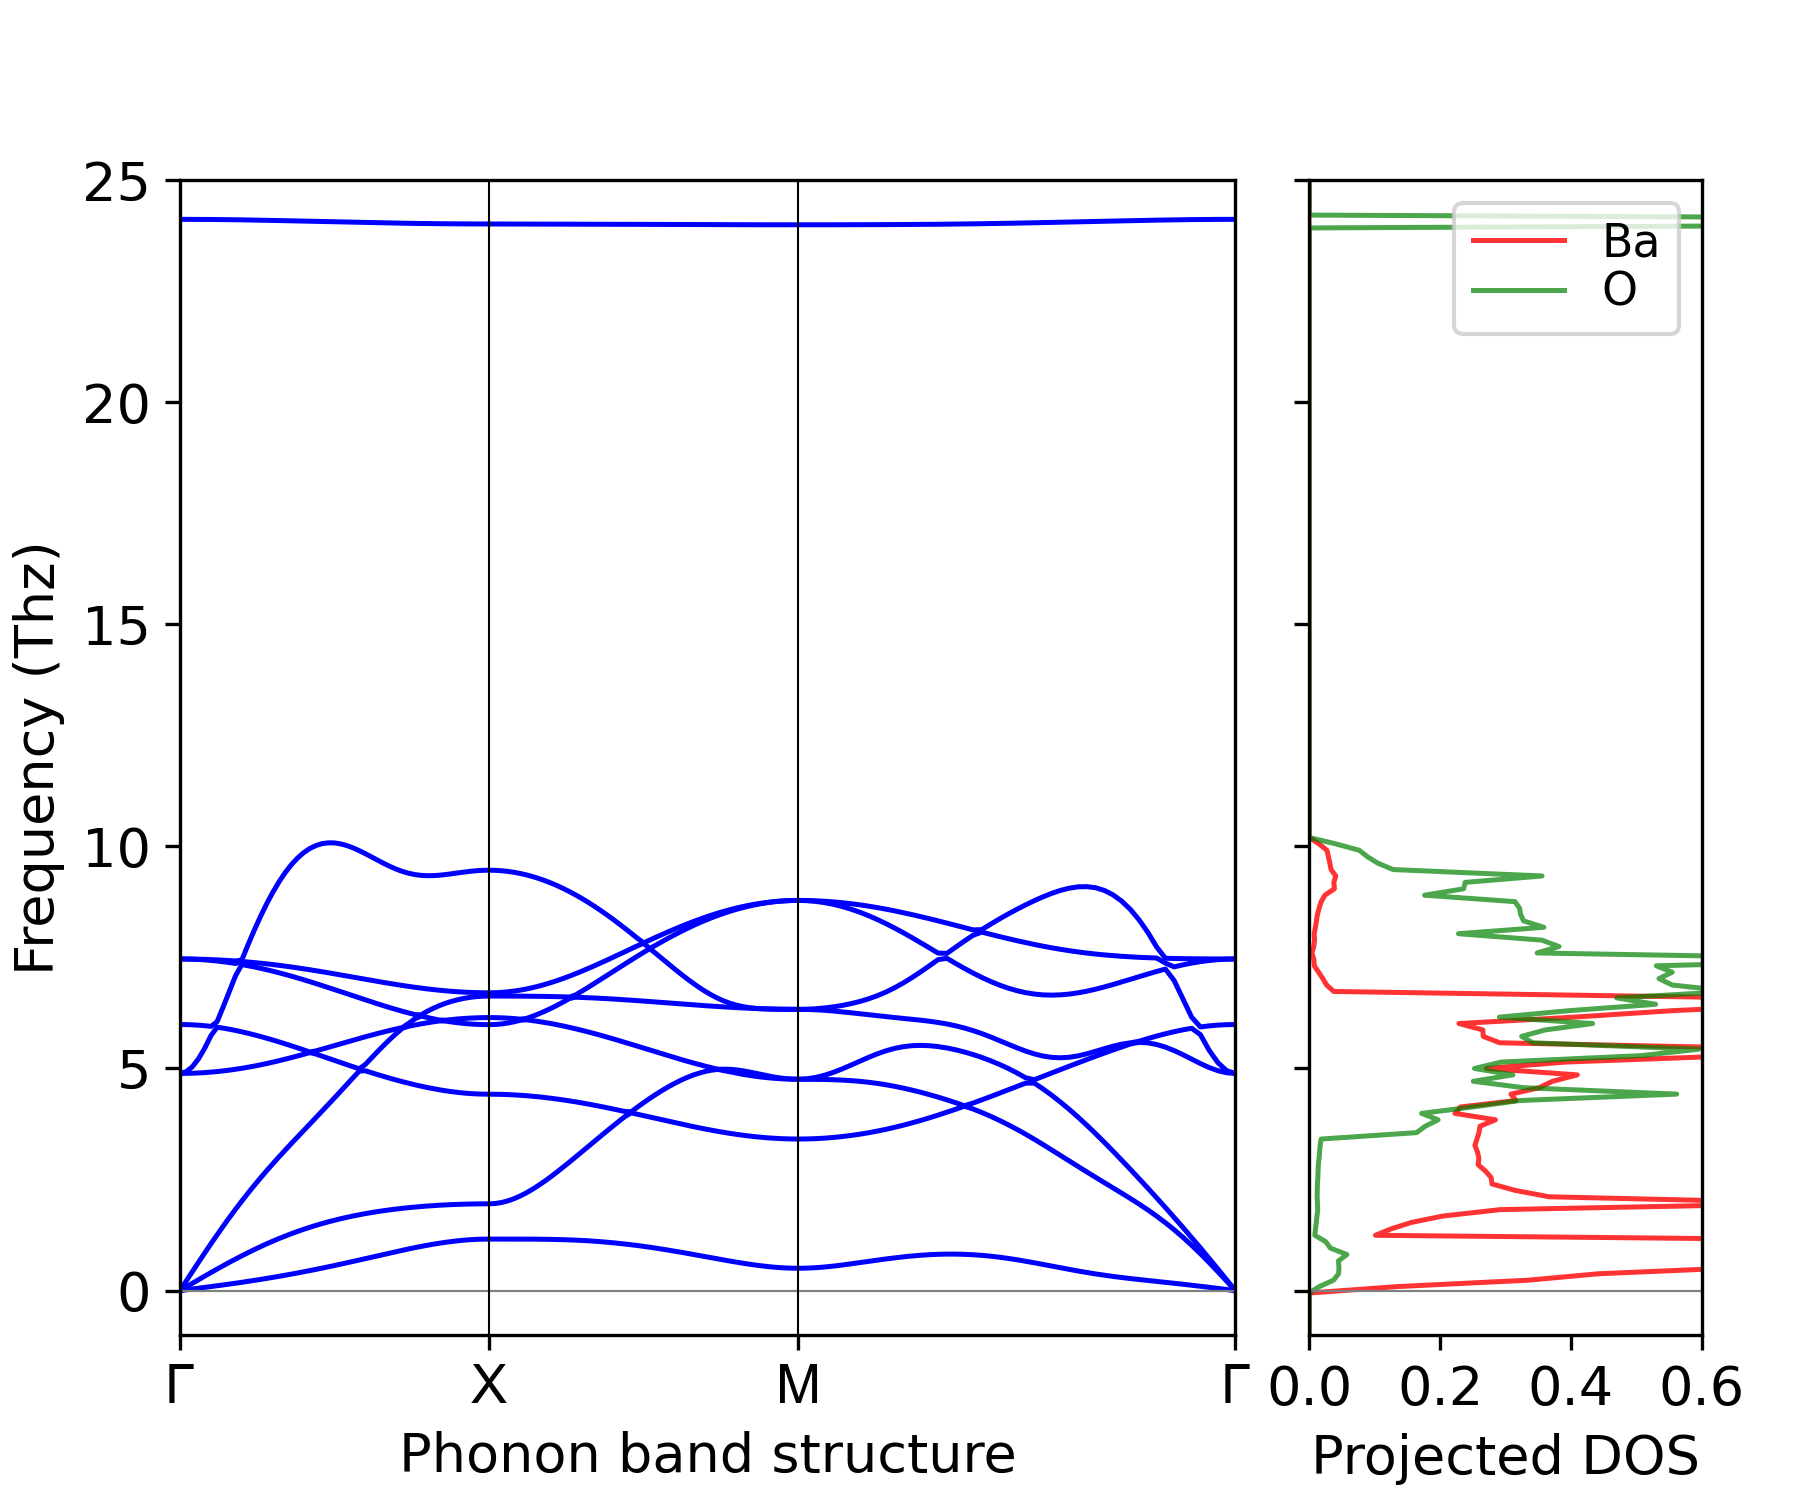 25
20
15
10
5
0
Frequency (Thz)
Γ X M Γ
Phonon band structure
Ba
O
0.0 0.2 0.4 0.6
Projected DOS